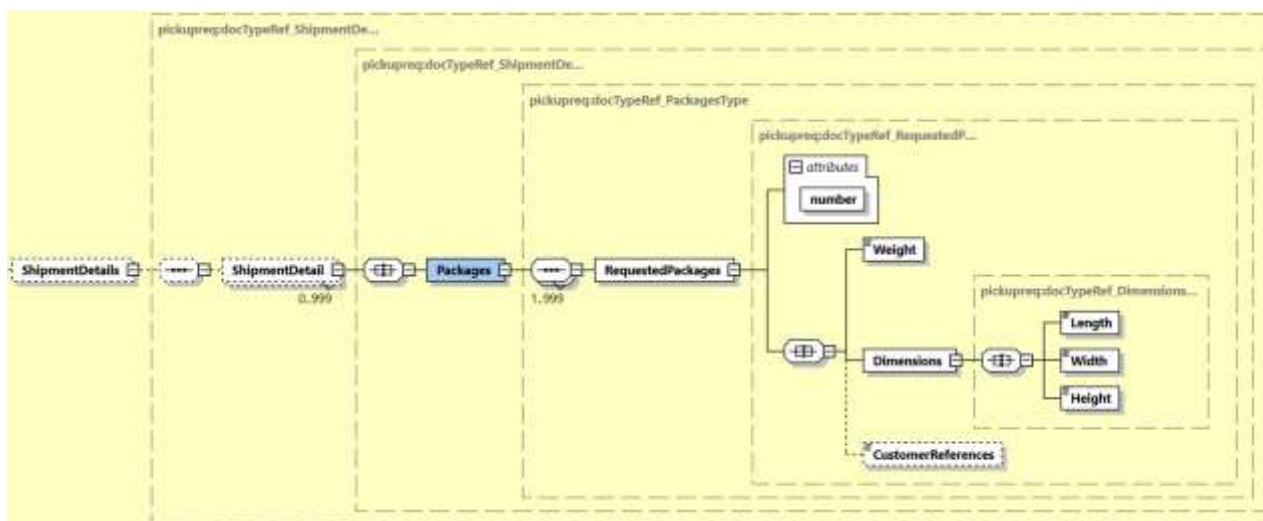 pickupreq:docTypeRef_ShipmentDe...
pickupreq:docTypeRef_ShipmentDe...
pickupreq:docTypeRef_PackagesType
pickupreq:docTypeRef_RequestedP...
attributes
number
Weight
ShipmentDetails
ShipmentDetail
0..999
Packages
1..999
RequestedPackages
pickupreq:docTypeRef_Dimensions...
Length
Dimensions
Width
Height
CustomerReferences